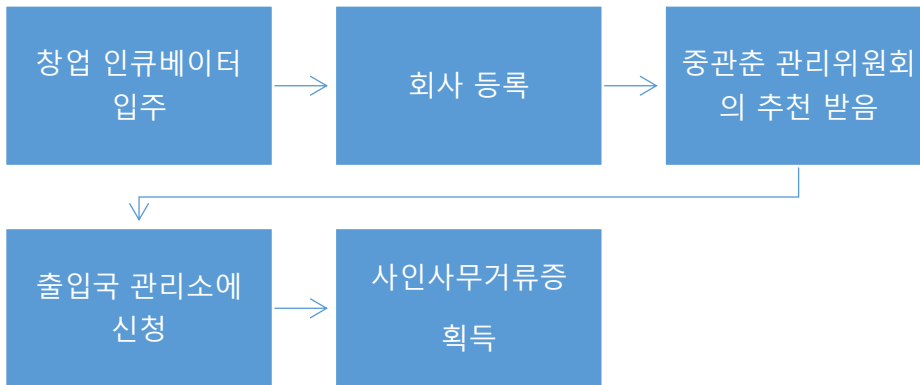 창업 인큐베이터
입주
회사 등록
중관춘 관리위원회
의 추천 받음
출입국 관리소에
신청
사인사무거류증
획득